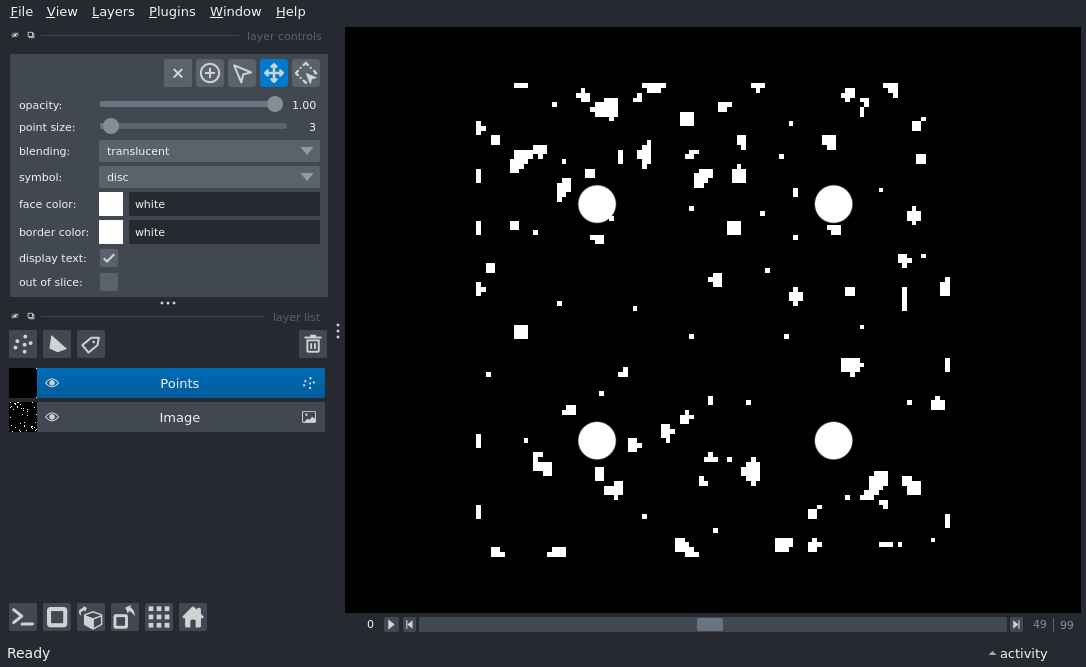 File View Layers Plugins Window Help
layer controls
opacity: 1.00
point size: 3
blending: translucent
symbol: disc
face color: white
border color: white
display text:
out of slice:
layer list
Points
Image
0 49 | 99
Ready activity